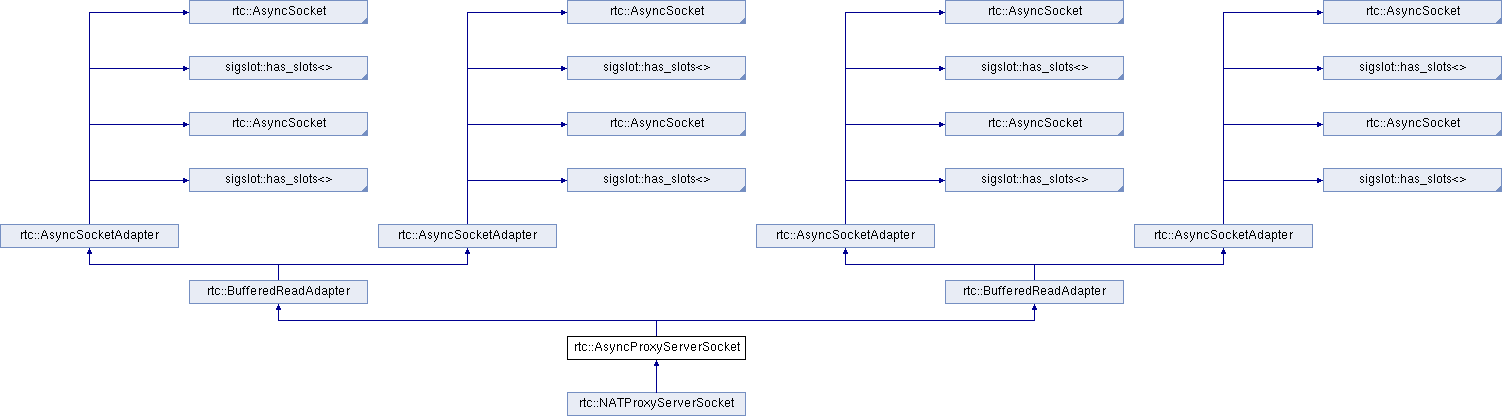 rtc::AsyncSocket
rtc::AsyncSocket
rtc::AsyncSocket
rtc::AsyncSocket
sigslot::has_slots<>
sigslot::has_slots<>
sigslot::has_slots<>
sigslot::has_slots<>
rtc::AsyncSocket
rtc::AsyncSocket
rtc::AsyncSocket
rtc::AsyncSocket
sigslot::has_slots<>
sigslot::has_slots<>
sigslot::has_slots<>
sigslot::has_slots<>
rtc::AsyncSocketAdapter
rtc::AsyncSocketAdapter
rtc::AsyncSocketAdapter
rtc::AsyncSocketAdapter
rtc::BufferedReadAdapter
rtc::BufferedReadAdapter
rtc::AsyncProxyServerSocket
rtc::NATProxyServerSocket